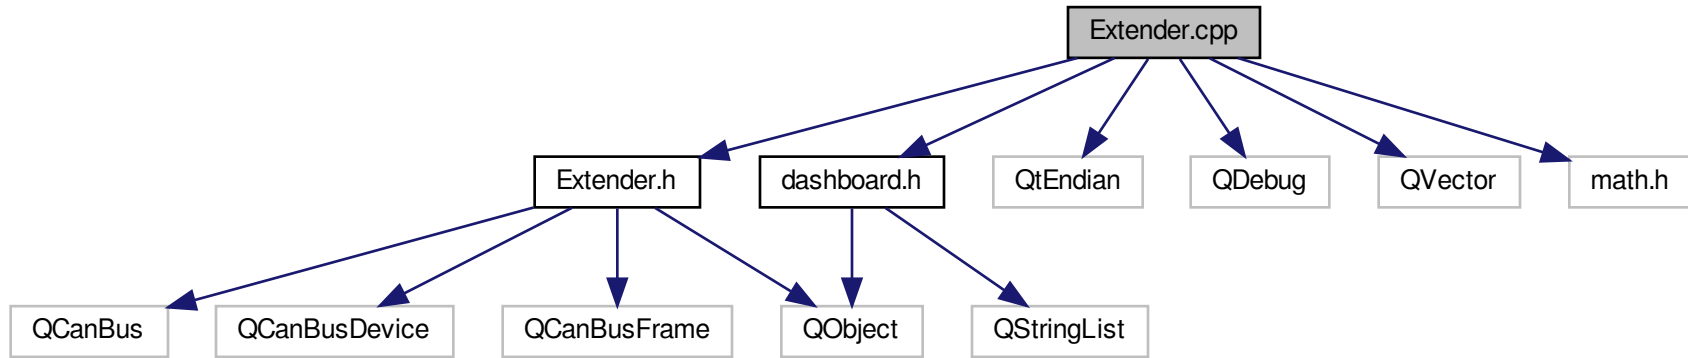 Extender.cpp
Extender.h
dashboard.h
QtEndian
QDebug
QVector
math.h
QCanBus
QCanBusDevice
QCanBusFrame
QObject
QStringList